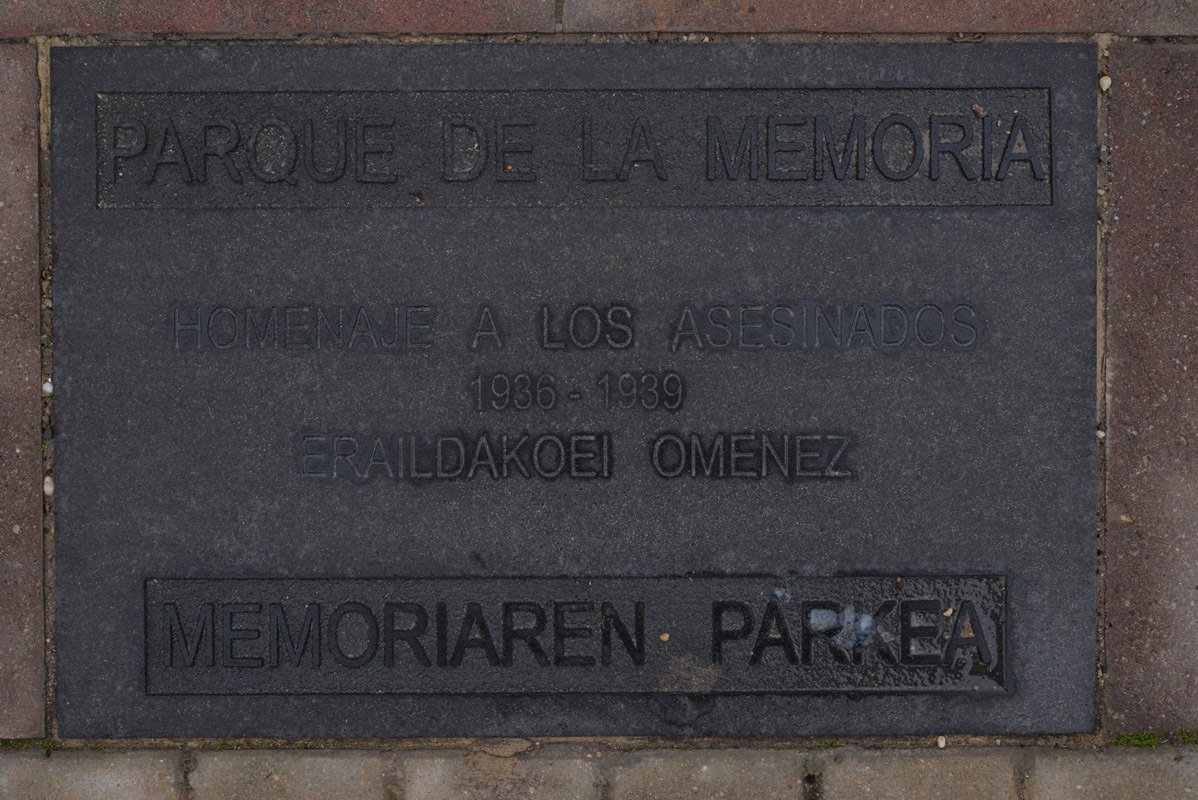 PARQUE DE LA MEMORIA
HOMENAJE A LOS ASESINADOS
1936 - 1939
ERAILDAKOEI OMENEZ
MEMORIAREN PARKEA